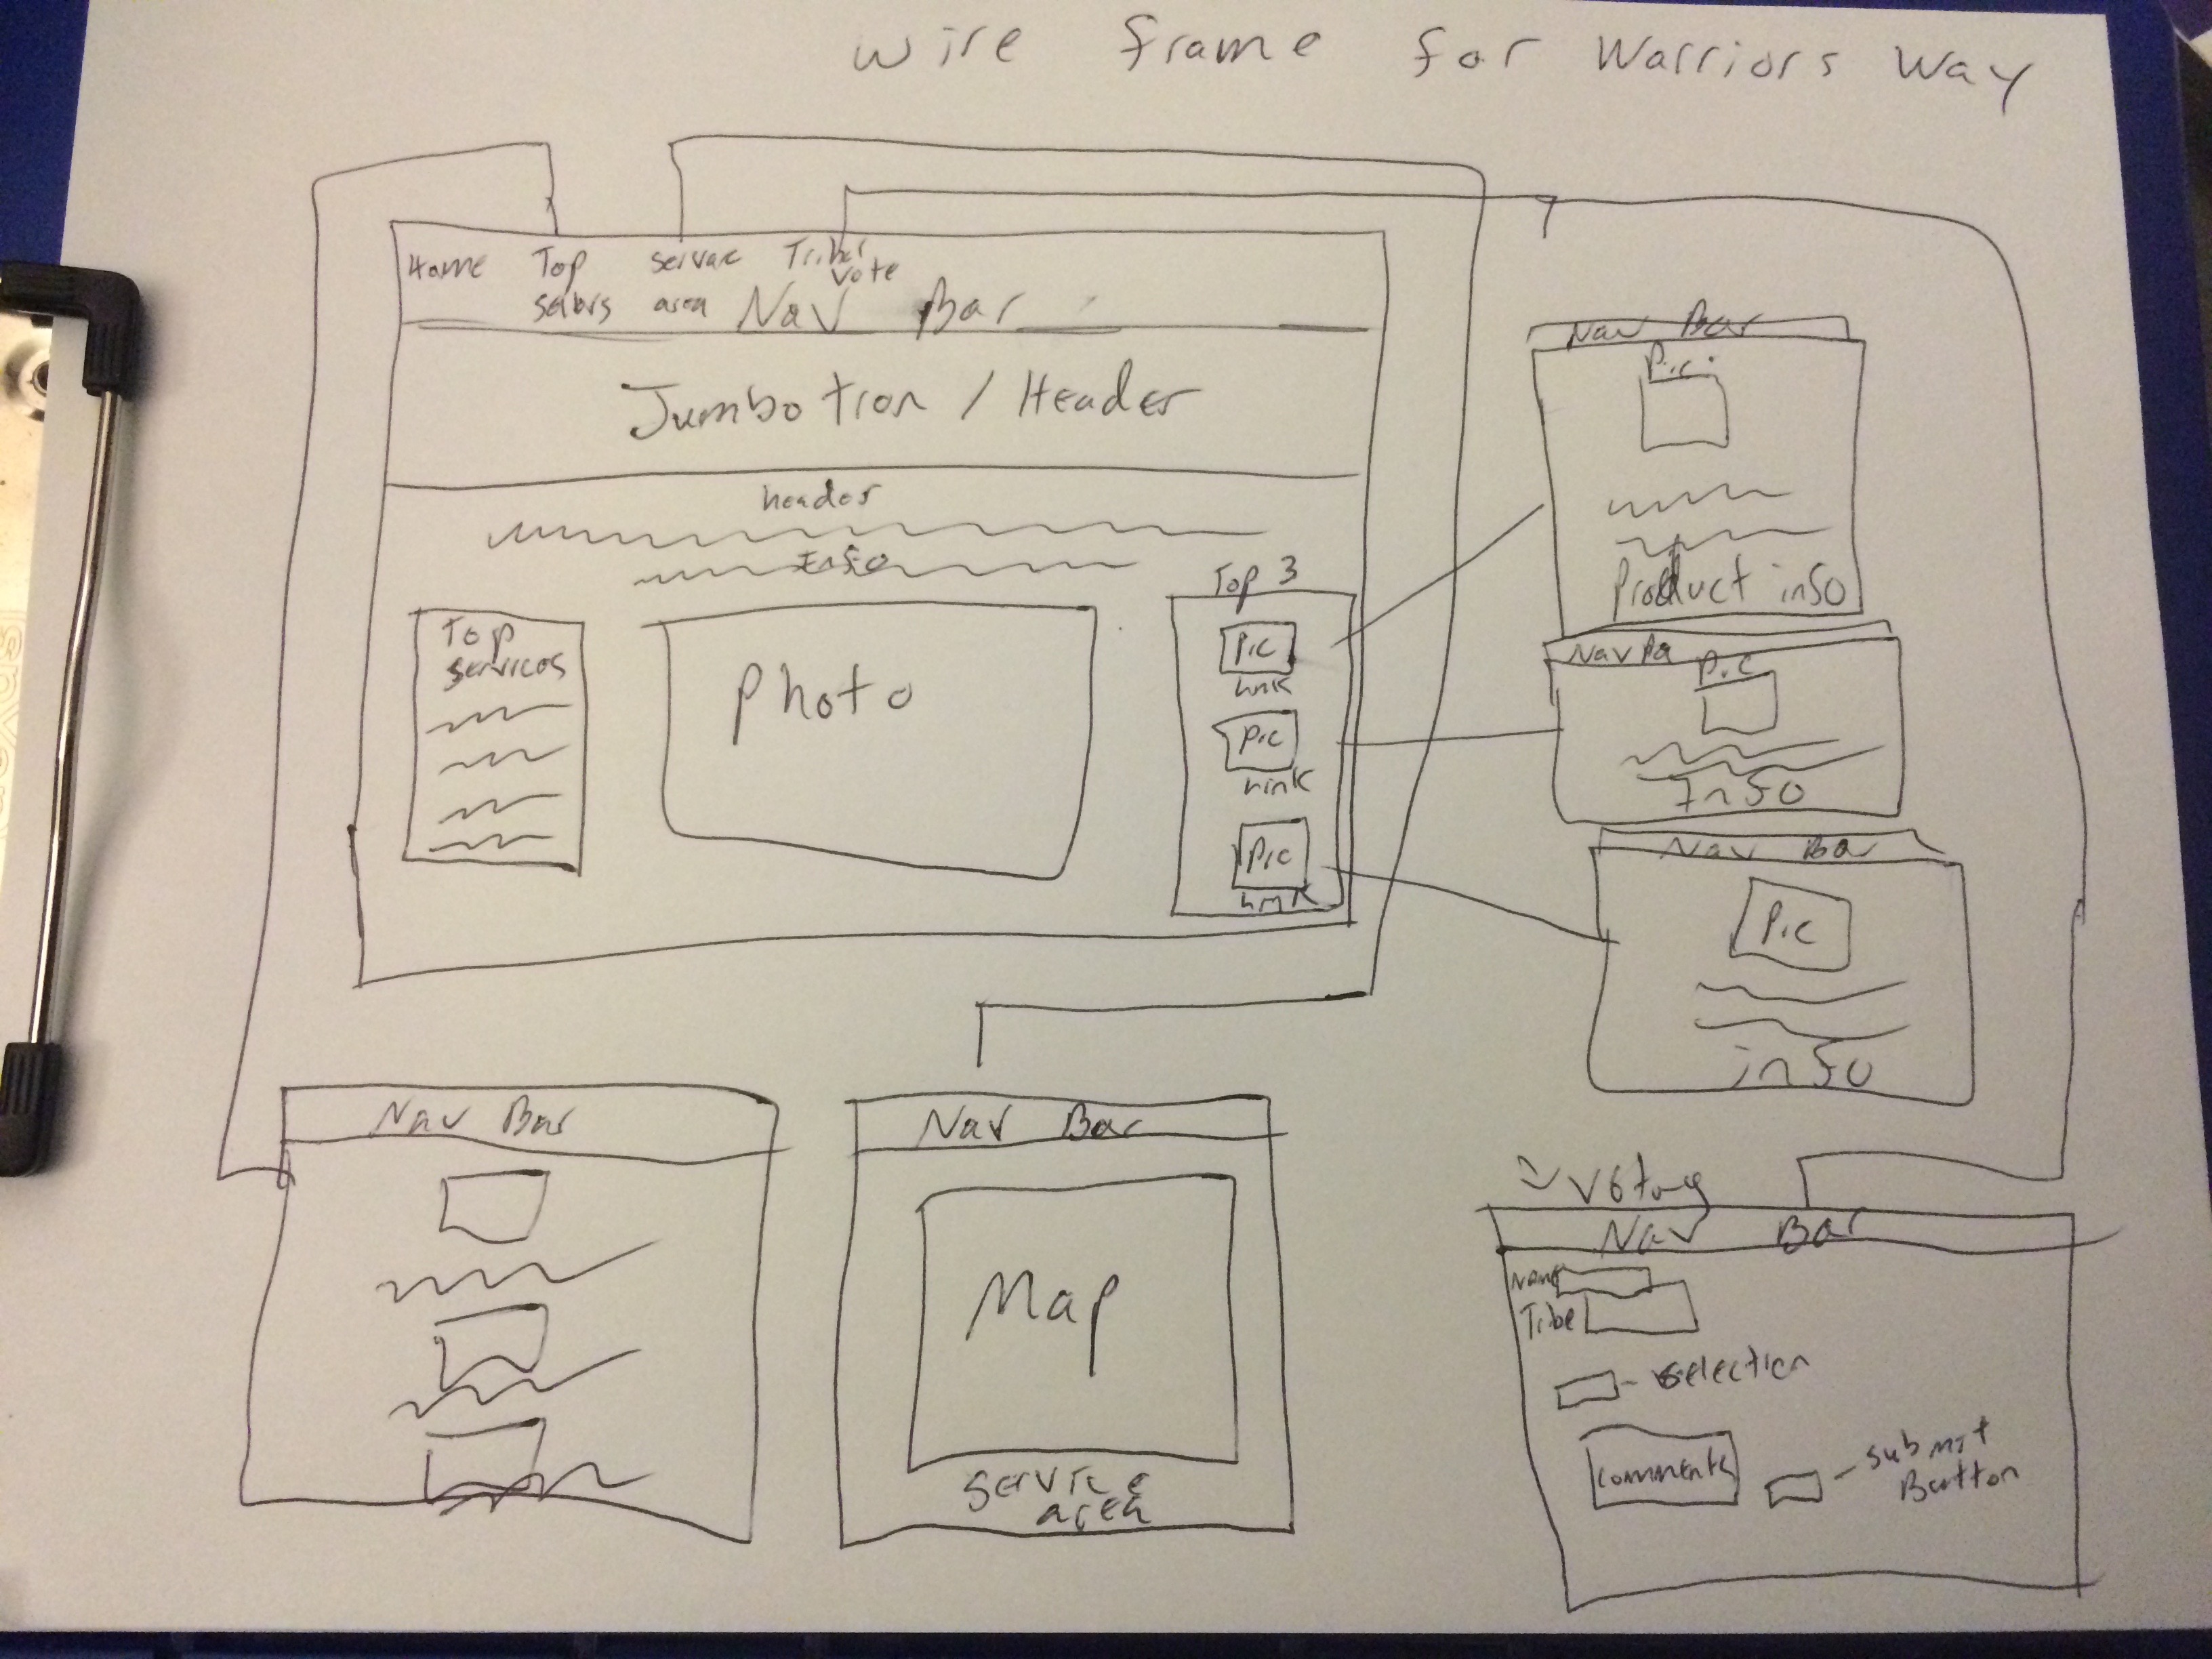 Wire frame for Warriors Way
Home Top servac Tribal vote
area
Nav Bar
Jumbotron / Header
header
Info
Top services
Photo
Top 3
Pic
link
Pic
link
Pic
link
Nav Bar
Pic
Product info
Nav Ba
Pic
Info
Nav Bar
Pic
info
Nav Bar
Nav Bar
Map
Service
area
Voting
Nav Bar
Name
Tribe
selection
Comments
submit
Button